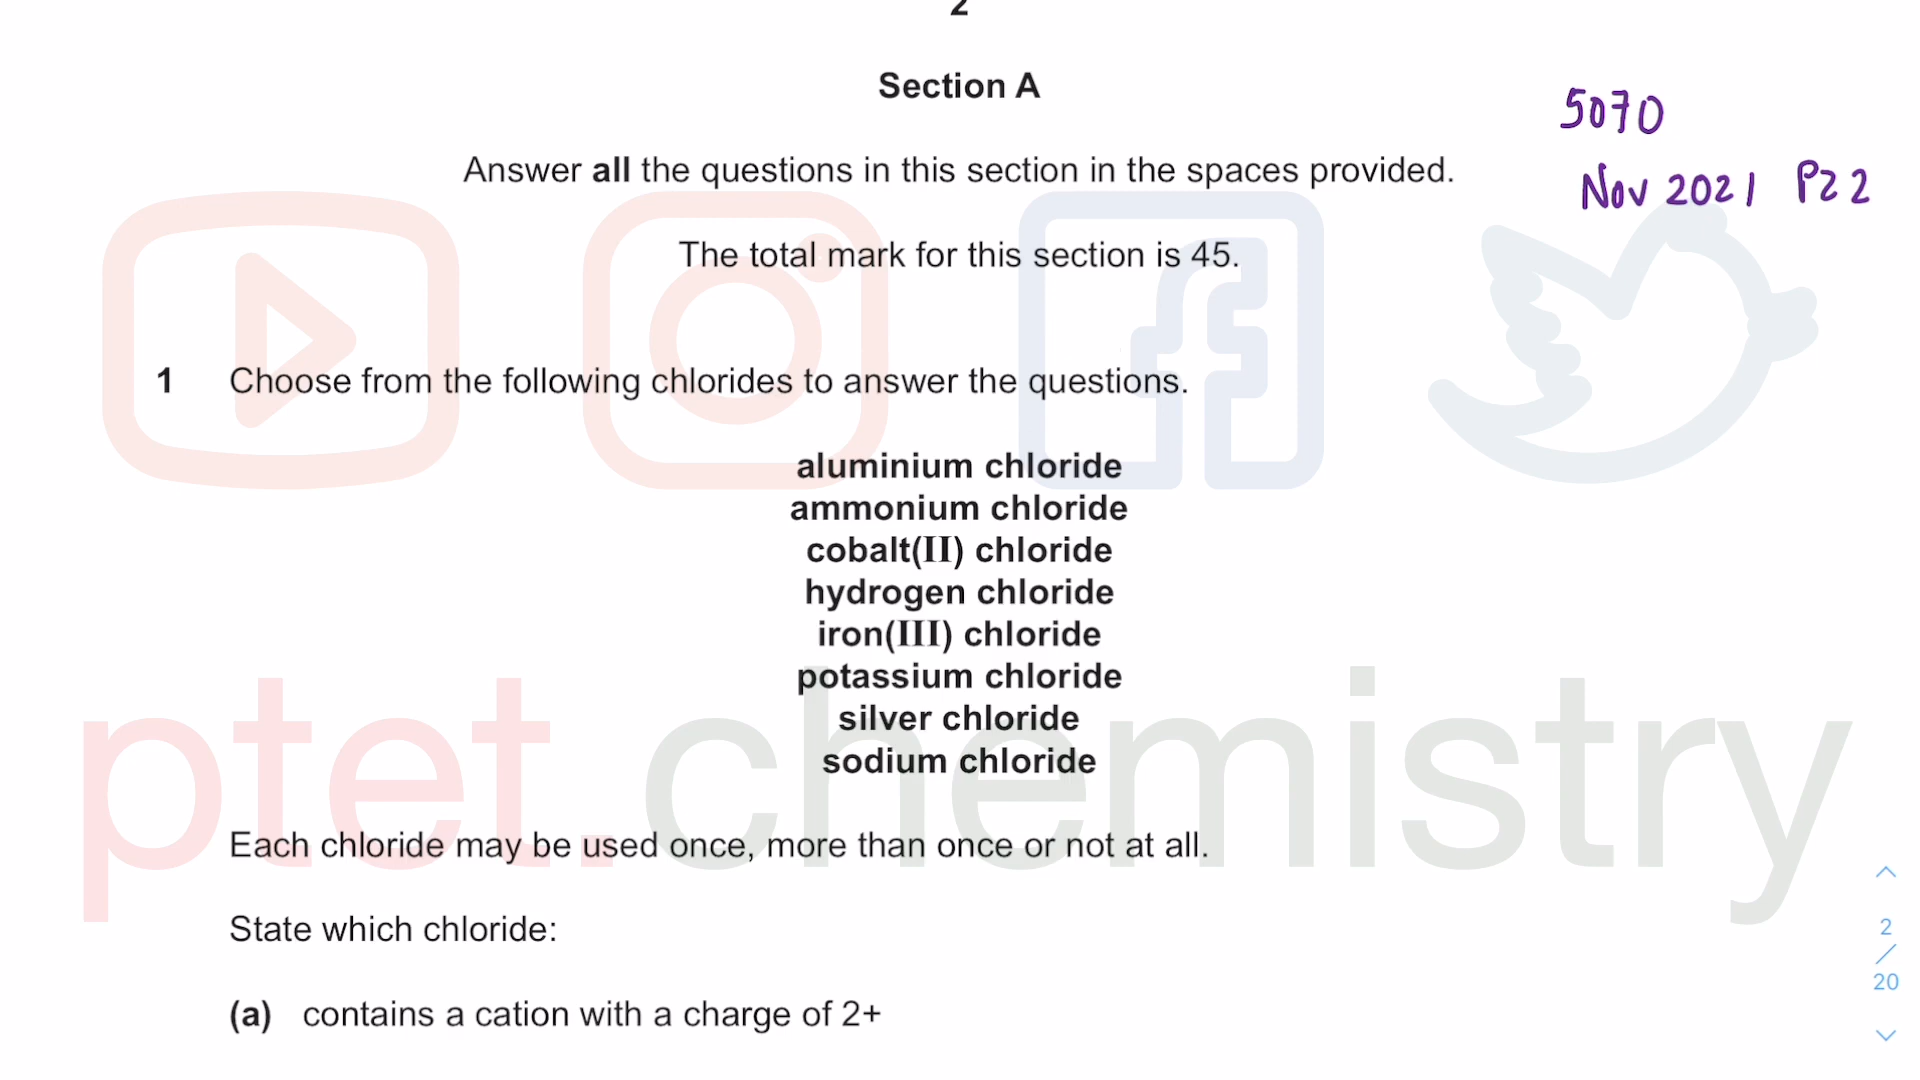 2
Section A
5070
Answer all the questions in this section in the spaces provided.
Nov 2021 P22
The total mark for this section is 45.
1 Choose from the following chlorides to answer the questions.
aluminium chloride
ammonium chloride
cobalt(II) chloride
hydrogen chloride
iron(III) chloride
potassium chloride
silver chloride
sodium chloride
ptet.chemistry
Each chloride may be used once, more than once or not at all.
State which chloride:
(a) contains a cation with a charge of 2+
2
/
20